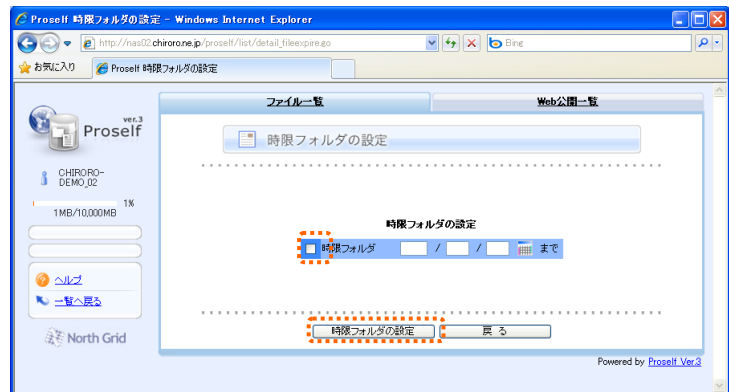 Proself 時限フォルダの設定 - Windows Internet Explorer
http://nas02.chiroro.ne.jp/proself/list/detail_fileexpire.go
Bing
お気に入り
Proself 時限フォルダの設定
ファイル一覧
Web公開一覧
ver.3
Proself
時限フォルダの設定
CHIRORO-
DEMO_02
1%
1MB/10,000MB
時限フォルダの設定
時限フォルダ / / まで
ヘルプ
一覧へ戻る
時限フォルダの設定
戻 る
North Grid
Powered by Proself Ver.3